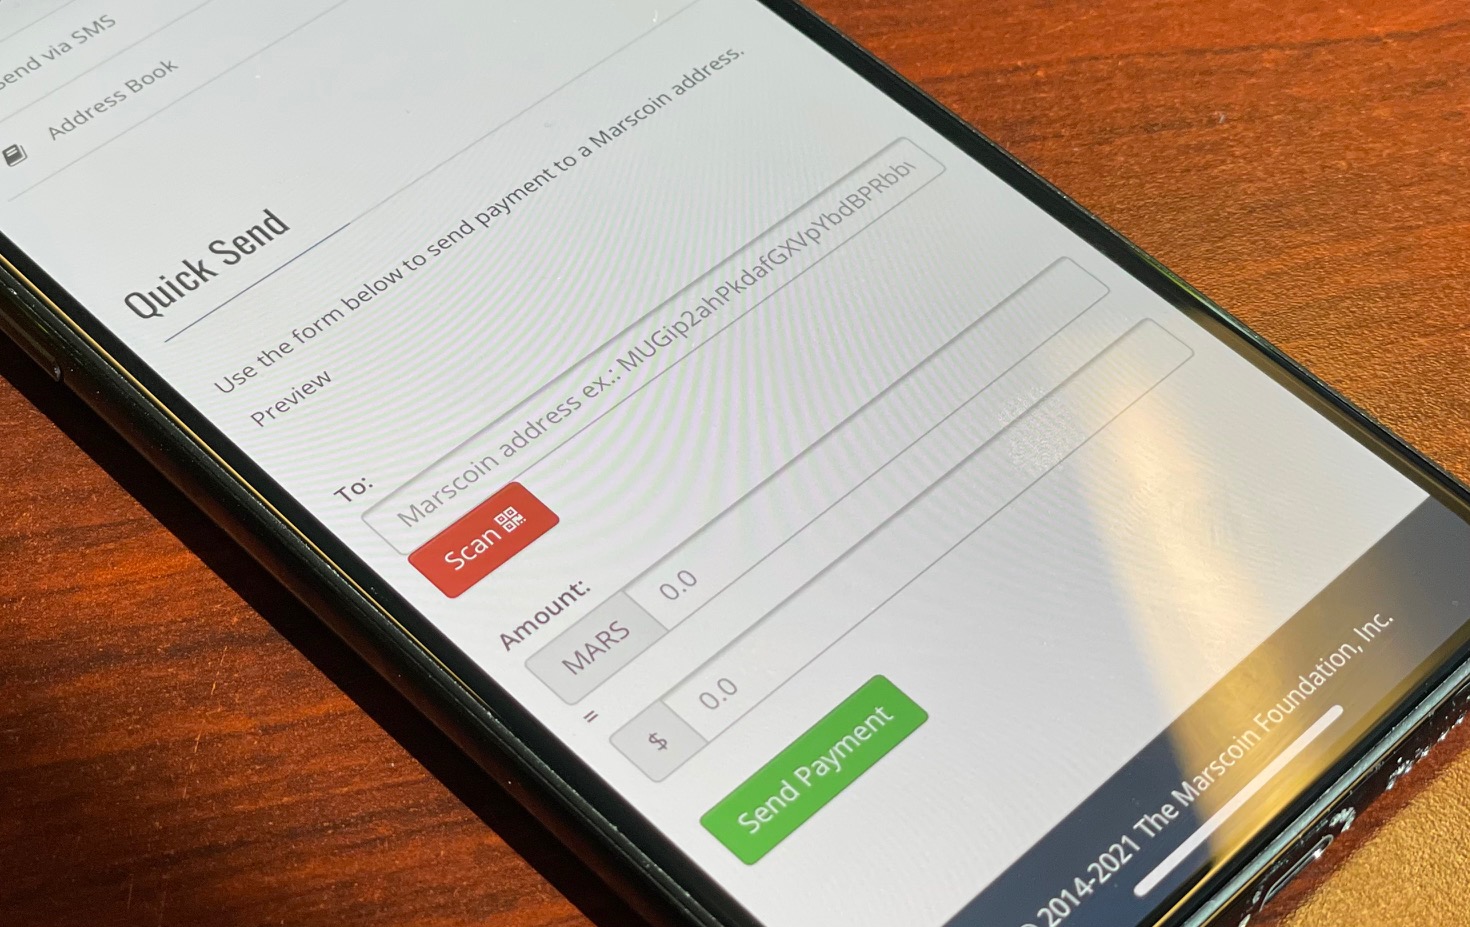 Send via SMS
Address Book
Quick Send
Use the form below to send payment to a Marscoin address.
Preview
To:
Marscoin address ex.: MUGip2ahPkdafGXVpYbdBPRbb
Scan
Amount:
MARS 0.0
=
$ 0.0
Send Payment
© 2014-2021 The Marscoin Foundation, Inc.